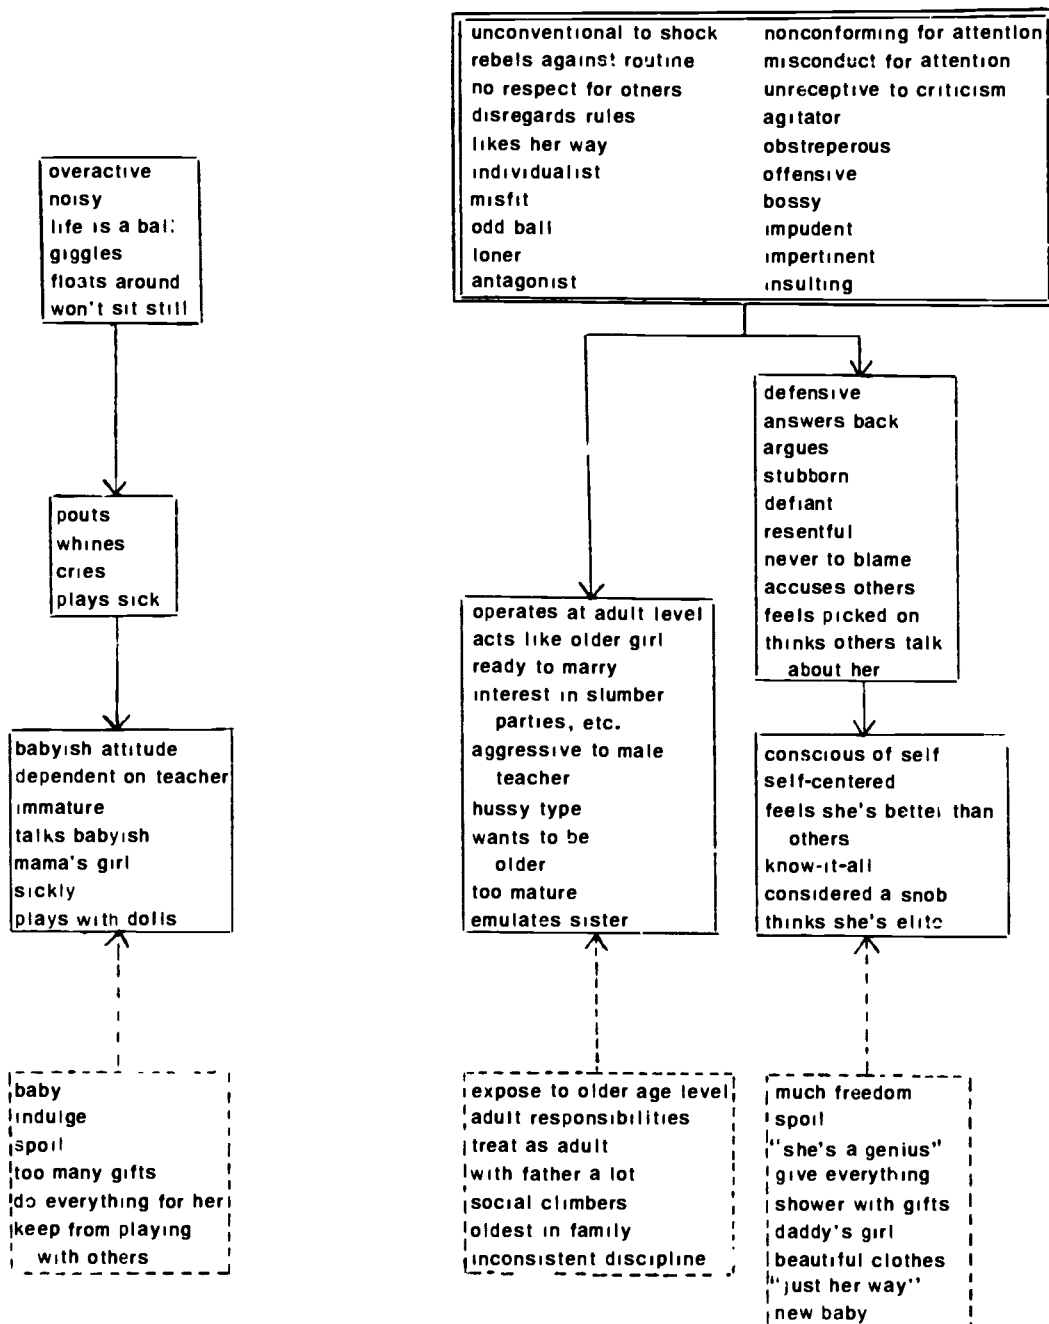 unconventional to shock
rebels against routine
no respect for otners
disregards rules
likes her way
individualist
misfit
odd ball
loner
antagonist
nonconforming for attention
misconduct for attention
unreceptive to criticism
agitator
obstreperous
offensive
bossy
impudent
impertinent
insulting
overactive
noisy
life is a ball
giggles
floats around
won't sit still
pouts
whines
cries
plays sick
babyish attitude
dependent on teacher
immature
talks babyish
mama's girl
sickly
plays with dolls
baby
indulge
spoil
too many gifts
do everything for her
keep from playing
with others
operates at adult level
acts like older girl
ready to marry
interest in slumber
parties, etc.
aggressive to male
teacher
hussy type
wants to be
older
too mature
emulates sister
expose to older age level
adult responsibilities
treat as adult
with father a lot
social climbers
oldest in family
inconsistent discipline
defensive
answers back
argues
stubborn
defiant
resentful
never to blame
accuses others
feels picked on
thinks others talk
about her
conscious of self
self-centered
feels she's better than
others
know-it-all
considered a snob
thinks she's elite
much freedom
spoil
"she's a genius"
give everything
shower with gifts
daddy's girl
beautiful clothes
"just her way"
new baby